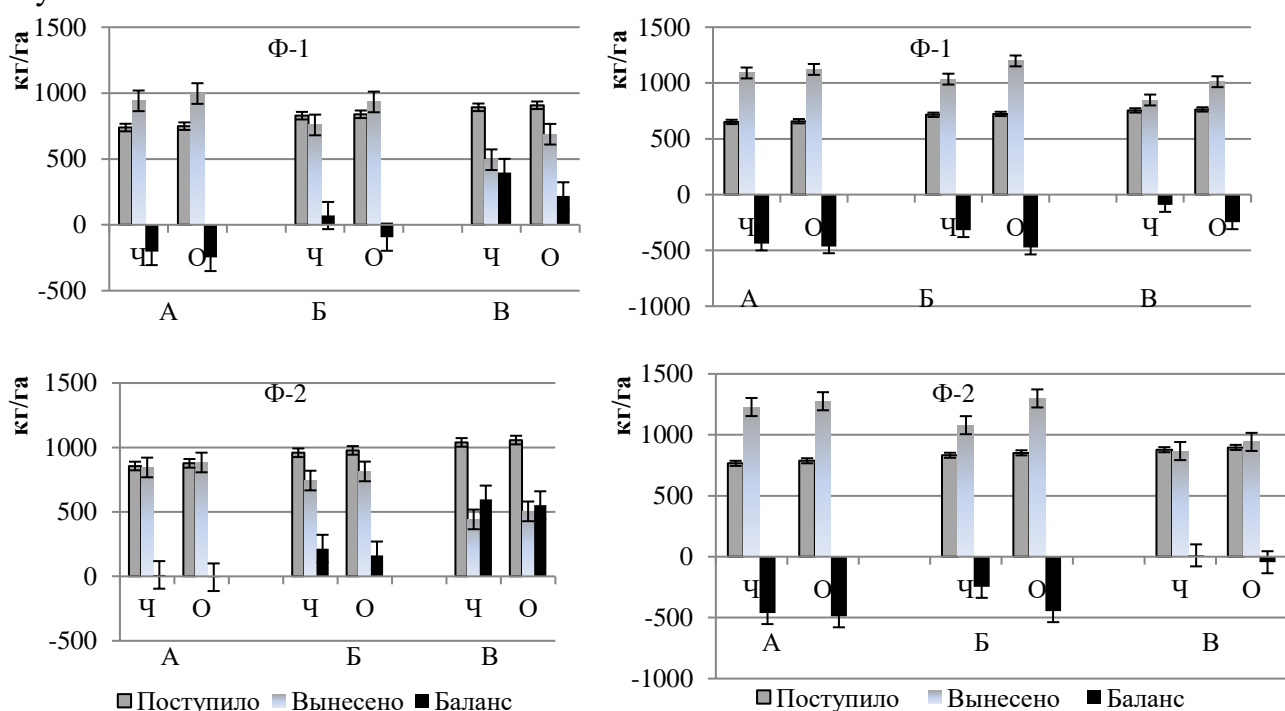 у
1500
1000
500
0
-500
кг/га
Ф-1
Ч О Ч О Ч О
А Б В
1500
1000
500
0
-500
-1000
кг/га
Ф-1
Ч О Ч О Ч О
А Б В
1500
1000
500
0
-500
кг/га
Ф-2
Ч О Ч О Ч О
А Б В
Поступило Вынесено Баланс
1500
1000
500
0
-500
-1000
кг/га
Ф-2
Ч О Ч О Ч О
А Б В
Поступило Вынесено Баланс